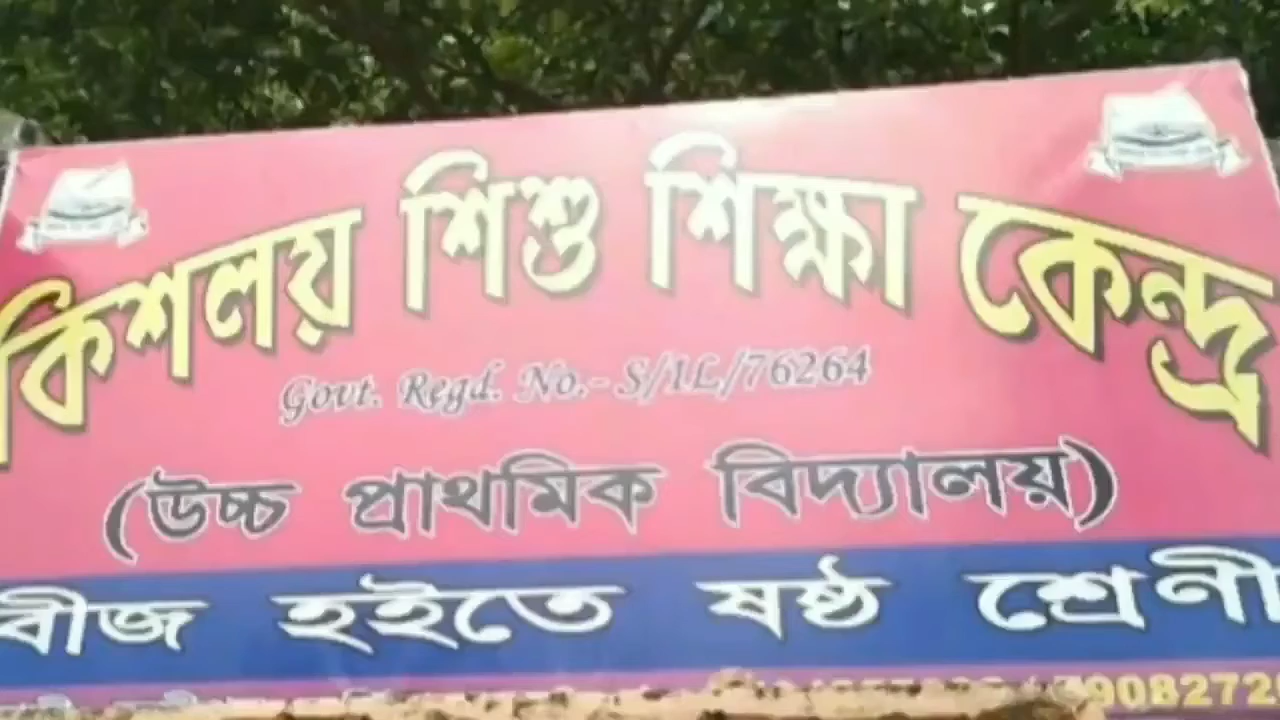 কিশলয় শিশু শিক্ষা কেন্দ্র
Govt. Regd. No.- S/1L/76264
(উচ্চ প্রাথমিক বিদ্যালয়)
বীজ হইতে ষষ্ঠ শ্রেণী